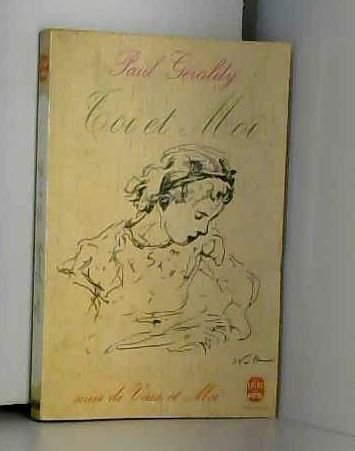 Paul Geraldy
Toi et Moi
suivi de Vous et Moi